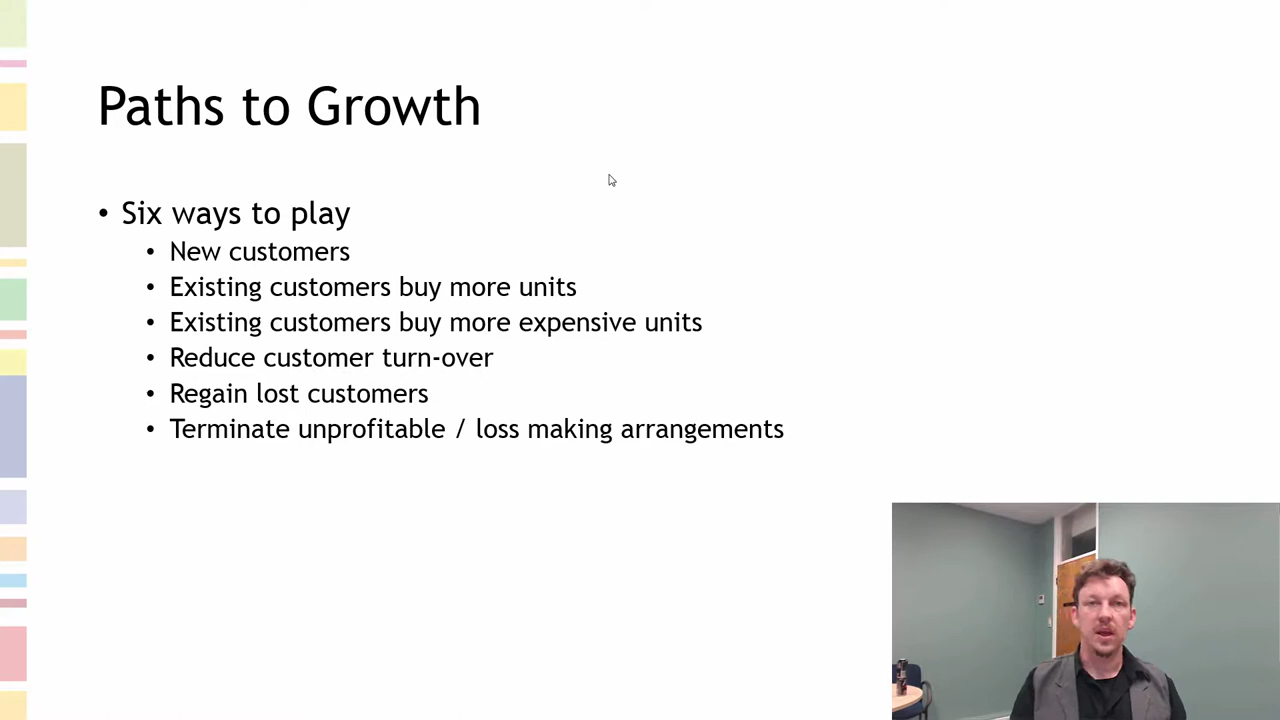 Paths to Growth
• Six ways to play
• New customers
• Existing customers buy more units
• Existing customers buy more expensive units
• Reduce customer turn-over
• Regain lost customers
• Terminate unprofitable / loss making arrangements